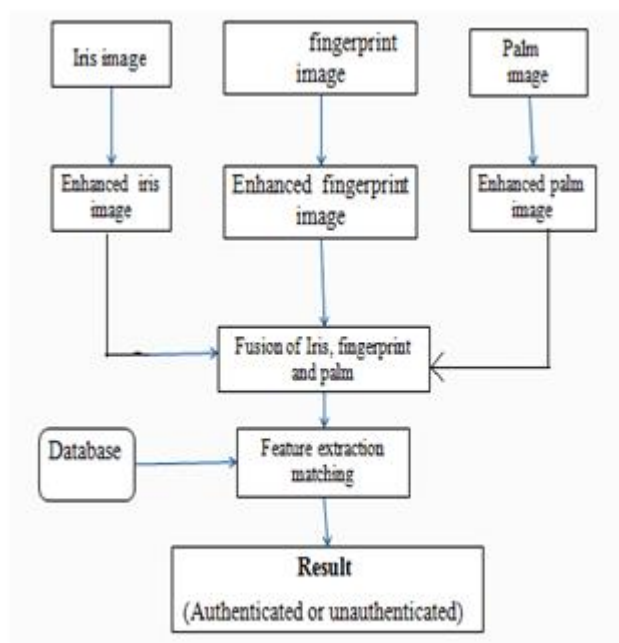 Iris image
fingerprint
image
Palm
image
Enhanced iris
image
Enhanced fingerprint
image
Enhanced palm
image
Fusion of Iris, fingerprint
and palm
Database
Feature extraction
matching
Result
(Authenticated or unauthenticated)